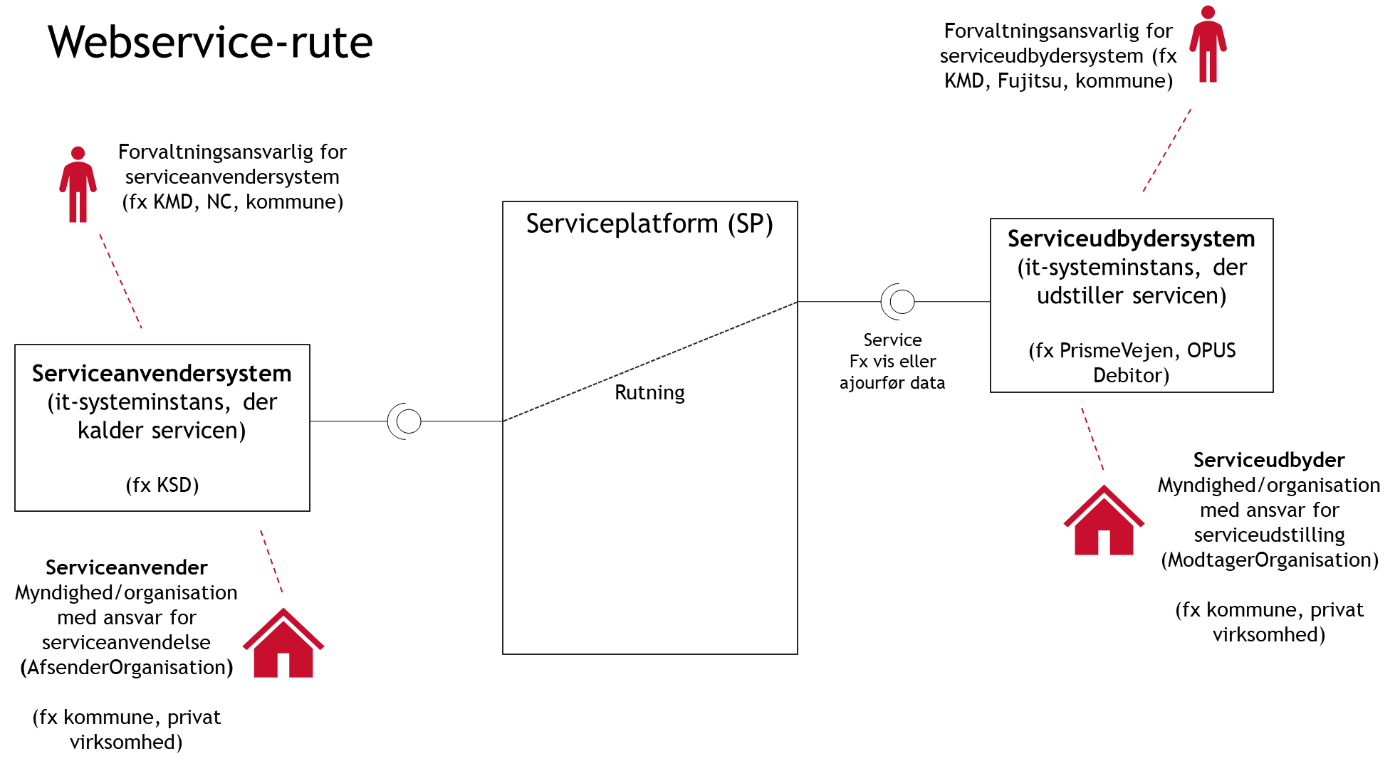 Webservice-rute
Forvaltningsansvarlig for
serviceudbydersystem (fx
KMD, Fujitsu, kommune)
Forvaltningsansvarlig for
serviceanvendersystem
(fx KMD, NC, kommune)
Serviceplatform (SP)
Rutning
Serviceudbydersystem
(it-systeminstans, der
udstiller servicen)
(fx PrismeVejen, OPUS
Debitor)
Service
Fx vis eller
ajourfør data
Serviceanvendersystem
(it-systeminstans, der
kalder servicen)
(fx KSD)
Serviceudbyder
Myndighed/organisation
med ansvar for
serviceudstilling
(ModtagerOrganisation)
(fx kommune, privat
virksomhed)
Serviceanvender
Myndighed/organisation
med ansvar for
serviceanvendelse
(AfsenderOrganisation)
(fx kommune, privat
virksomhed)